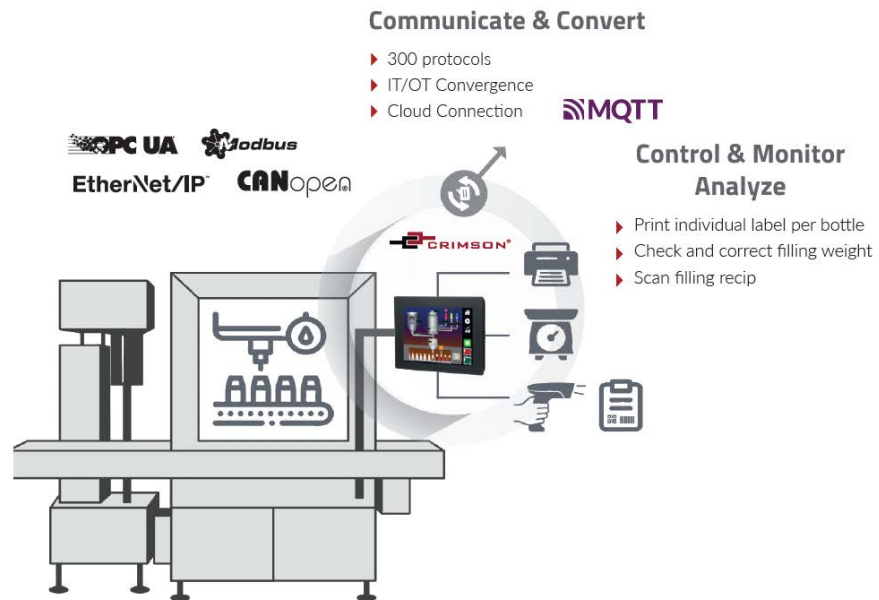 Communicate & Convert
300 protocols
IT/OT Convergence
Cloud Connection
MQTT
OPC UA
Modbus
EtherNet/IP™
CANopen
Control & Monitor
Analyze
Print individual label per bottle
Check and correct filling weight
Scan filling recip
CRIMSON®